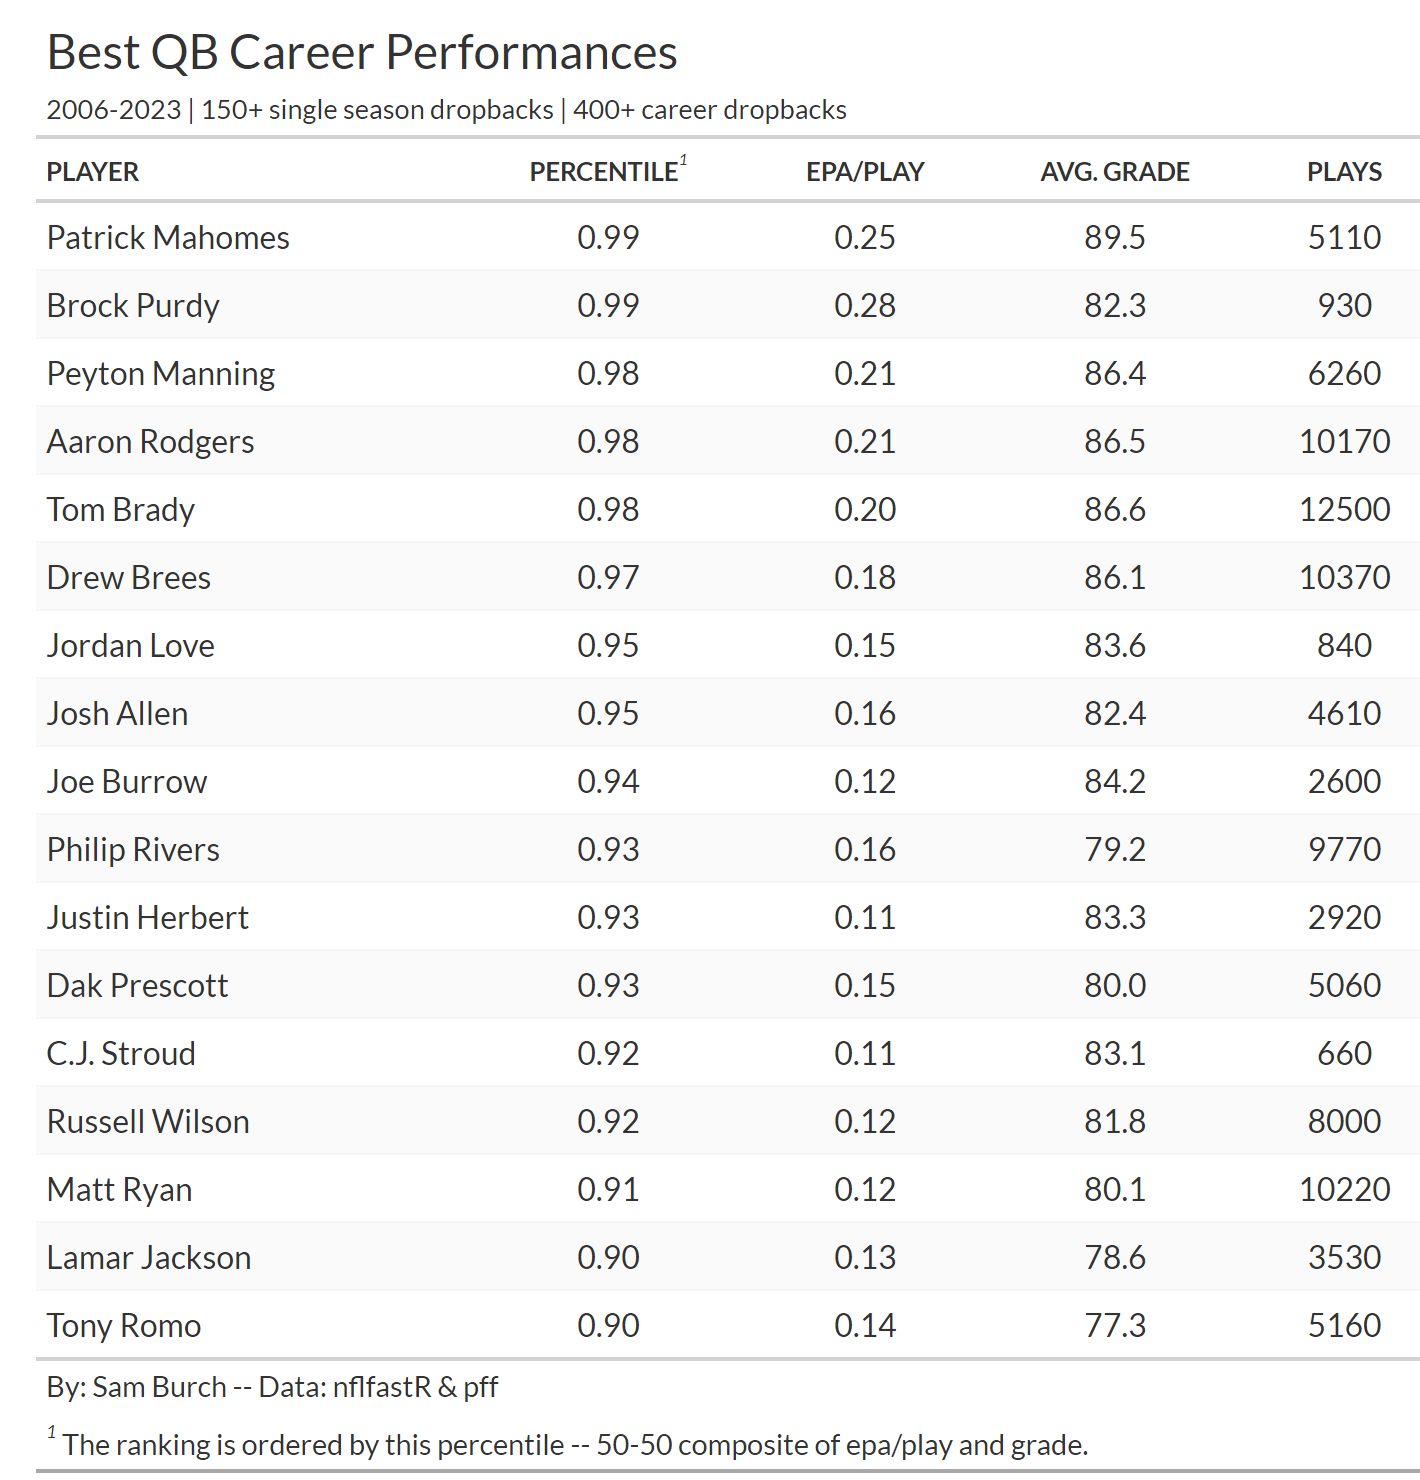 Best QB Career Performances
2006-2023 | 150+ single season dropbacks | 400+ career dropbacks
PLAYER PERCENTILE1 EPA/PLAY AVG. GRADE PLAYS
Patrick Mahomes 0.99 0.25 89.5 5110
Brock Purdy 0.99 0.28 82.3 930
Peyton Manning 0.98 0.21 86.4 6260
Aaron Rodgers 0.98 0.21 86.5 10170
Tom Brady 0.98 0.20 86.6 12500
Drew Brees 0.97 0.18 86.1 10370
Jordan Love 0.95 0.15 83.6 840
Josh Allen 0.95 0.16 82.4 4610
Joe Burrow 0.94 0.12 84.2 2600
Philip Rivers 0.93 0.16 79.2 9770
Justin Herbert 0.93 0.11 83.3 2920
Dak Prescott 0.93 0.15 80.0 5060
C.J. Stroud 0.92 0.11 83.1 660
Russell Wilson 0.92 0.12 81.8 8000
Matt Ryan 0.91 0.12 80.1 10220
Lamar Jackson 0.90 0.13 78.6 3530
Tony Romo 0.90 0.14 77.3 5160
By: Sam Burch -- Data: nflfastR & pff
1 The ranking is ordered by this percentile -- 50-50 composite of epa/play and grade.